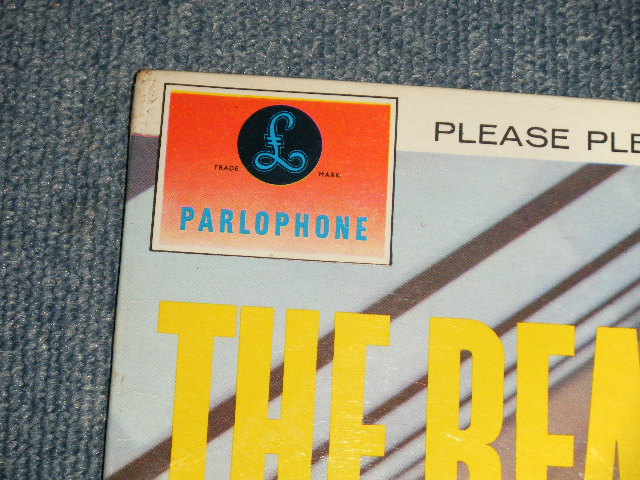 £
TRADE MARK
PARLOPHONE
PLEASE PLE
THE BEA